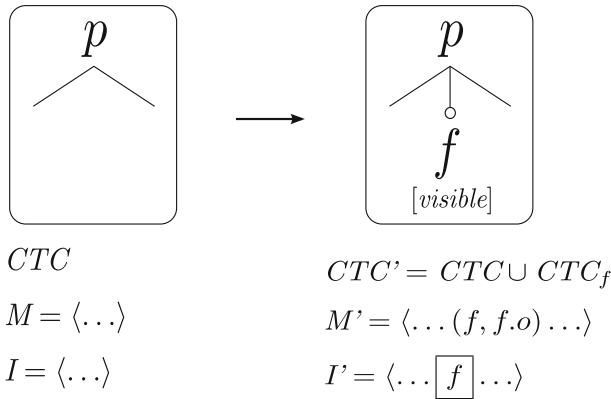 p
p
f
[visible]
CTC
CTC’ = CTC ∪ CTC_f
M = ⟨…⟩
M’ = ⟨… (f, f.o) …⟩
I = ⟨…⟩
I’ = ⟨… f …⟩